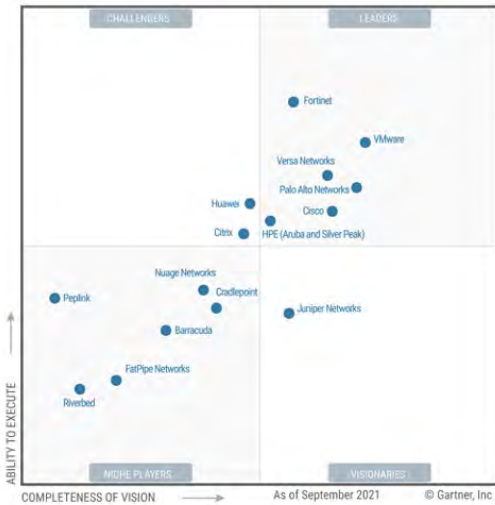 CHALLENGERS
LEADERS
Fortinet
VMware
Versa Networks
Palo Alto Networks
Huawei
Cisco
Citrix
HPE (Aruba and Silver Peak)
Nuage Networks
Peplink
Cradlepoint
Juniper Networks
Barracuda
FatPipe Networks
Riverbed
ABILITY TO EXECUTE
NICHE PLAYERS
VISIONARIES
COMPLETENESS OF VISION
As of September 2021
© Gartner, Inc